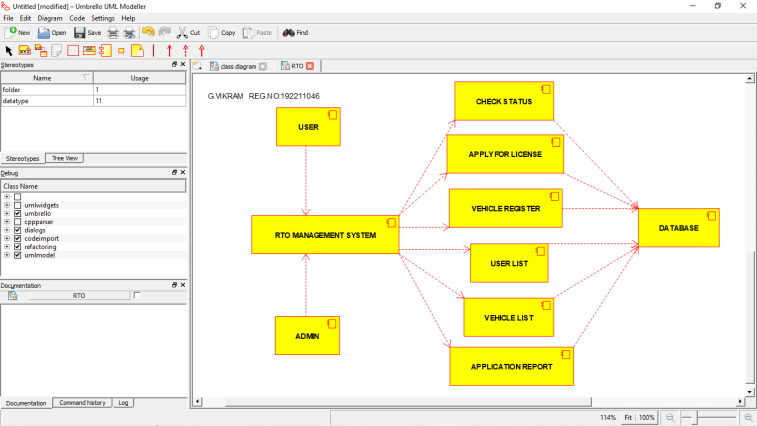 Untitled [modified] – Umbrello UML Modeller
File Edit Diagram Code Settings Help
New Open Save Cut Copy Paste Find
XYZ
Stereotypes
Name Usage
folder 1
datatype 11
Stereotypes Tree View
Debug
Class Name
umlwidgets
umbrello
cppparser
dialogs
codeimport
refactoring
umlmodel
Documentation
RTO
Documentation Command history Log
class diagram RTO
G.VIKRAM REG.NO:192211046
CHECK STATUS
USER
APPLY FOR LICENSE
VEHICLE REGISTER
RTO MANAGEMENT SYSTEM
DATABASE
USER LIST
VEHICLE LIST
ADMIN
APPLICATION REPORT
114% Fit 100%